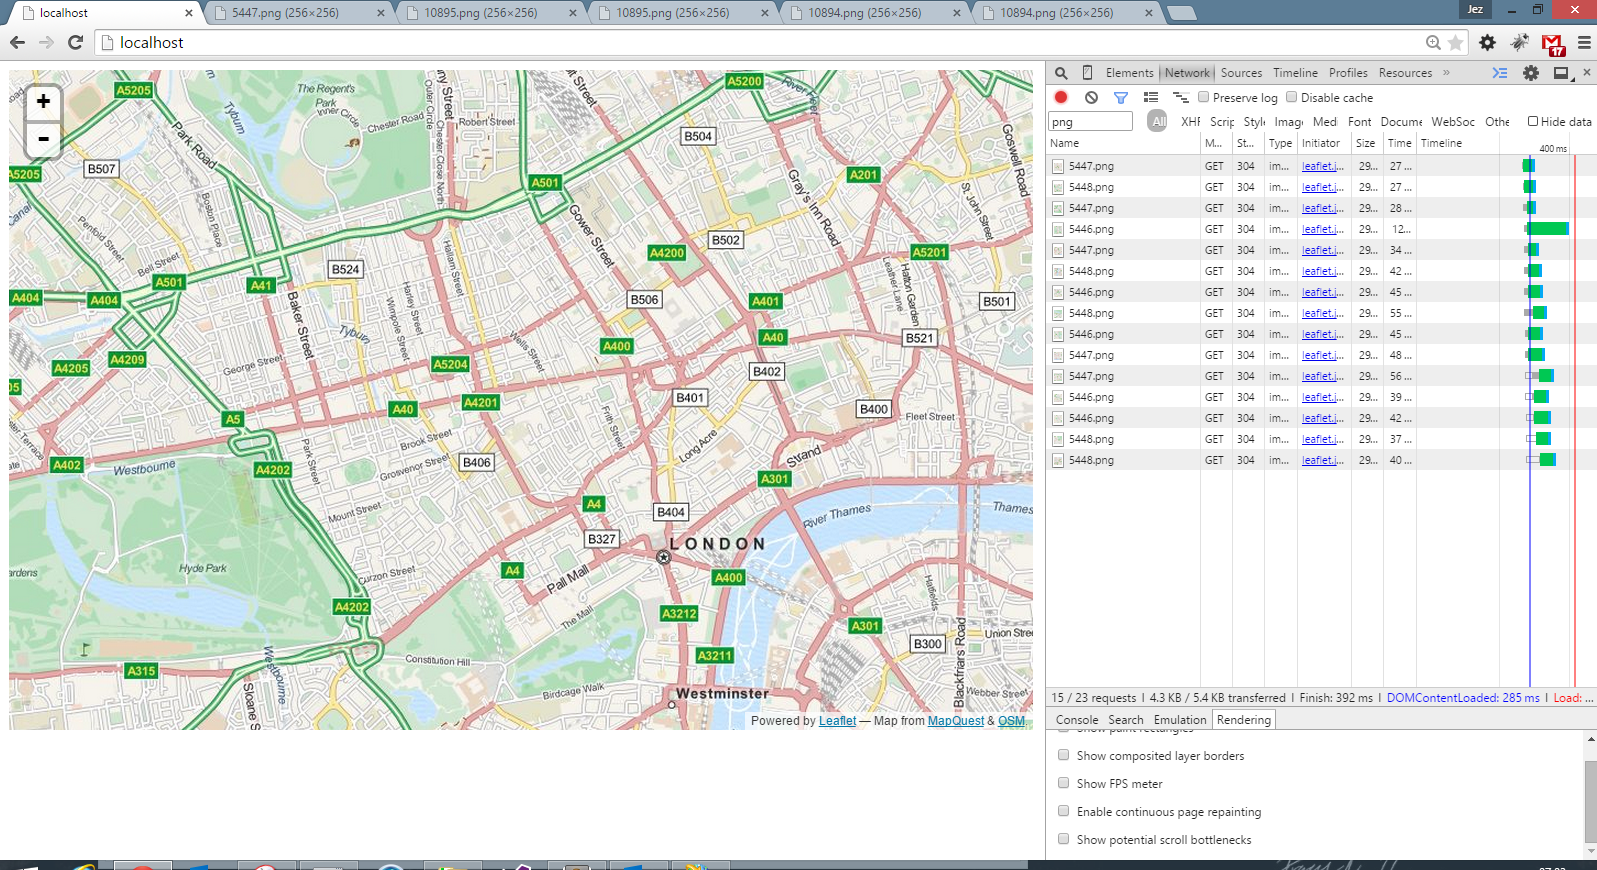 localhost
5447.png (256×256)
10895.png (256×256)
10895.png (256×256)
10894.png (256×256)
10894.png (256×256)
Jez
localhost
17
+
-
A5205
A5205
B507
Park Road
Tyburn
The Regent's
Park Inner
Circle
Chester Road
Outer Circle
Chester Close North
Robert Street
B504
A5200
River Fleet
Goswell Road
A501
A201
Gray's Inn Road
St. John Street
Gower Street
B502
A4200
A5201
Canal
Penfold Street
Boston Place
Bell Street
A501
A41
B524
Hallam Street
Harley Street
Wimpole Street
Hatton Garden
Leather Lane
A404
A404
Baker Street
Tyburn
B506
A401
B501
A4209
A4205
George Street
A5204
Wells Street
A400
A40
B521
B402
A40
A4201
B401
B400
Fleet Street
A5
Park Street
Brook Street
Frith Street
Long Acre
Strand
A402
Westbourne
A4202
Grosvenor Street
B406
A301
Mount Street
A4
B404
River Thames
Thames
B327
LONDON
Hyde Park
Curzon Street
A4
Pall Mall
A400
Hatfields
A4202
The Mall
A3212
A301
B300
Union Street
Blackfriars Road
A315
Westbourne
Sloane
Constitution Hill
A3211
Birdcage Walk
Westminster
Webber Street
Powered by Leaflet — Map from MapQuest & OSM
Elements Network Sources Timeline Profiles Resources »
Preserve log Disable cache
png All XHF Scrip Style Imag Medi Font Docume WebSoc Othe Hide data
Name M... St... Type Initiator Size Time Timeline
400 ms
5447.png GET 304 im... leaflet.j... 29... 27 ...
5448.png GET 304 im... leaflet.j... 29... 27 ...
5447.png GET 304 im... leaflet.j... 29... 28 ...
5446.png GET 304 im... leaflet.j... 29... 12...
5447.png GET 304 im... leaflet.j... 29... 34 ...
5448.png GET 304 im... leaflet.j... 29... 42 ...
5446.png GET 304 im... leaflet.j... 29... 45 ...
5448.png GET 304 im... leaflet.j... 29... 55 ...
5446.png GET 304 im... leaflet.j... 29... 45 ...
5447.png GET 304 im... leaflet.j... 29... 48 ...
5447.png GET 304 im... leaflet.j... 29... 56 ...
5446.png GET 304 im... leaflet.j... 29... 39 ...
5446.png GET 304 im... leaflet.j... 29... 42 ...
5448.png GET 304 im... leaflet.j... 29... 37 ...
5448.png GET 304 im... leaflet.j... 29... 40 ...
15 / 23 requests | 4.3 KB / 5.4 KB transferred | Finish: 392 ms | DOMContentLoaded: 285 ms | Load: ...
Console Search Emulation Rendering
Show paint rectangles
Show composited layer borders
Show FPS meter
Enable continuous page repainting
Show potential scroll bottlenecks